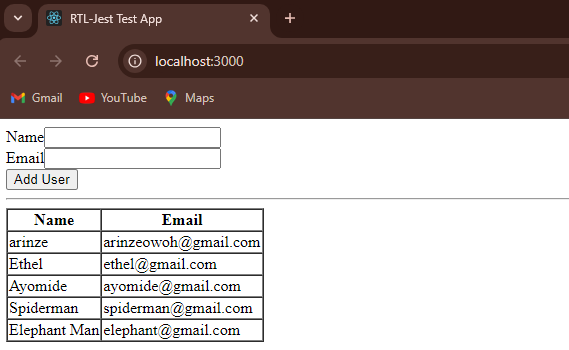 RTL-Jest Test App
localhost:3000
Gmail YouTube Maps
Name
Email
Add User
Name Email
arinze arinzeowoh@gmail.com
Ethel ethel@gmail.com
Ayomide ayomide@gmail.com
Spiderman spiderman@gmail.com
Elephant Man elephant@gmail.com